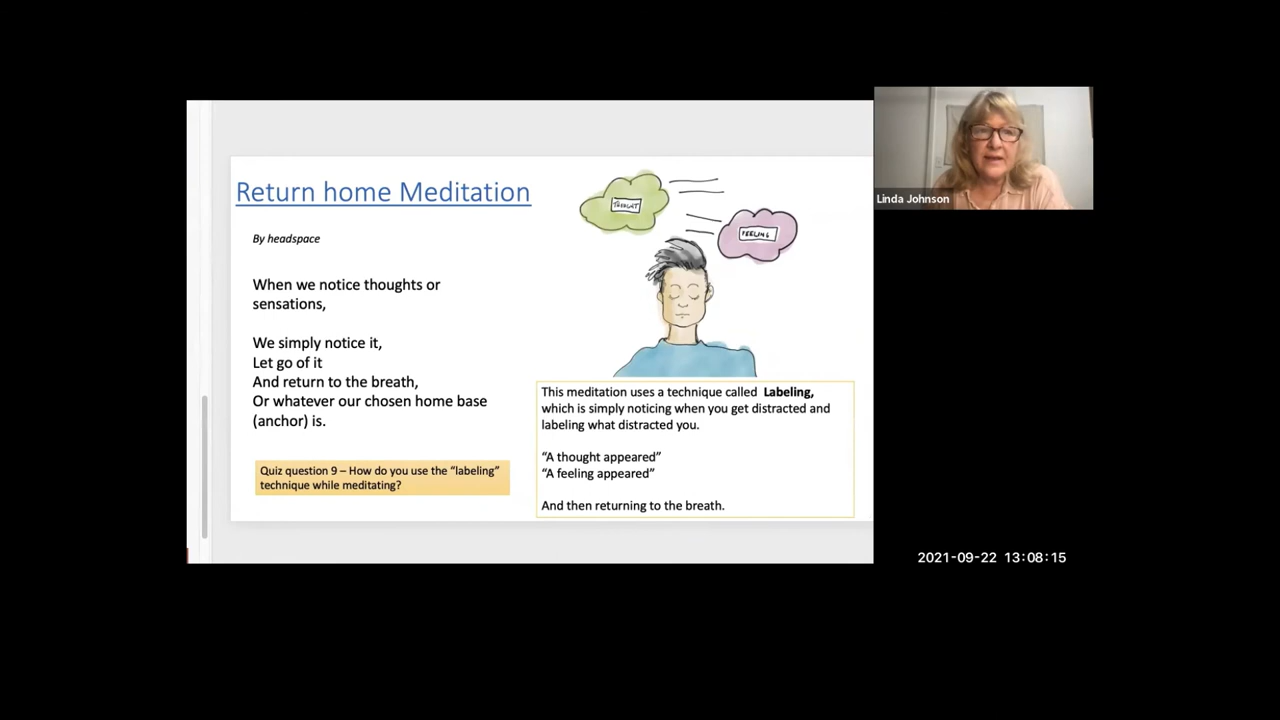 Return home Meditation
By headspace
When we notice thoughts or
sensations,
We simply notice it,
Let go of it
And return to the breath,
Or whatever our chosen home base
(anchor) is.
Quiz question 9 – How do you use the “labeling”
technique while meditating?
THOUGHT
FEELING
This meditation uses a technique called Labeling,
which is simply noticing when you get distracted and
labeling what distracted you.
“A thought appeared”
“A feeling appeared”
And then returning to the breath.
Linda Johnson
2021-09-22 13:08:15